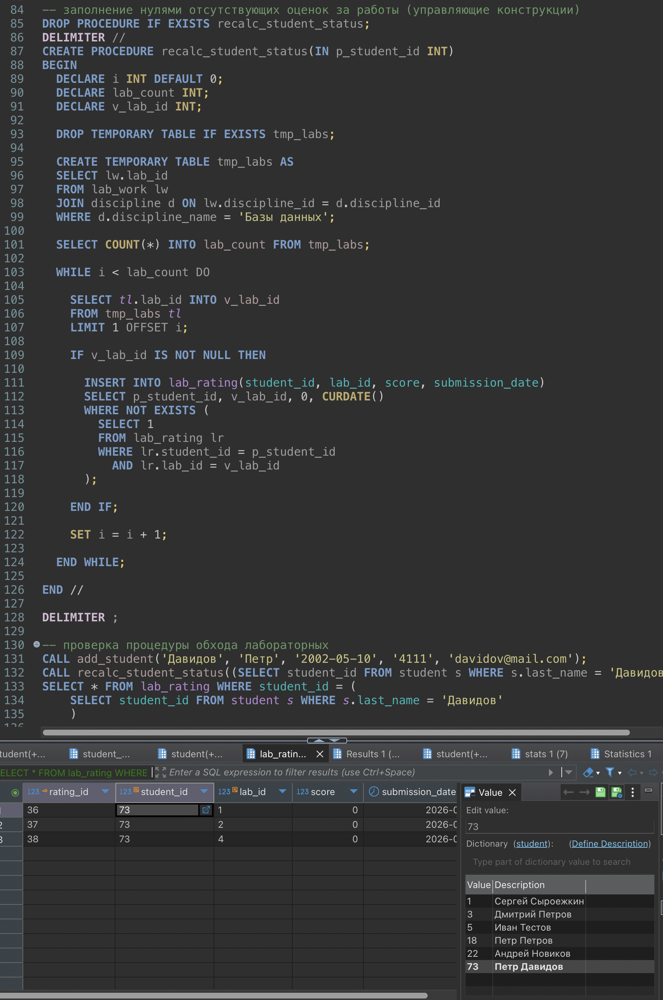 84 -- заполнение нулями отсутствующих оценок за работы (управляющие конструкции)
85 DROP PROCEDURE IF EXISTS recalc_student_status;
86 DELIMITER //
87 CREATE PROCEDURE recalc_student_status(IN p_student_id INT)
88 BEGIN
89 DECLARE i INT DEFAULT 0;
90 DECLARE lab_count INT;
91 DECLARE v_lab_id INT;
92
93 DROP TEMPORARY TABLE IF EXISTS tmp_labs;
94
95 CREATE TEMPORARY TABLE tmp_labs AS
96 SELECT lw.lab_id
97 FROM lab_work lw
98 JOIN discipline d ON lw.discipline_id = d.discipline_id
99 WHERE d.discipline_name = 'Базы данных';
100
101 SELECT COUNT(*) INTO lab_count FROM tmp_labs;
102
103 WHILE i < lab_count DO
104
105 SELECT tl.lab_id INTO v_lab_id
106 FROM tmp_labs tl
107 LIMIT 1 OFFSET i;
108
109 IF v_lab_id IS NOT NULL THEN
110
111 INSERT INTO lab_rating(student_id, lab_id, score, submission_date)
112 SELECT p_student_id, v_lab_id, 0, CURDATE()
113 WHERE NOT EXISTS (
114 SELECT 1
115 FROM lab_rating lr
116 WHERE lr.student_id = p_student_id
117 AND lr.lab_id = v_lab_id
118 );
119
120 END IF;
121
122 SET i = i + 1;
123
124 END WHILE;
125
126 END //
127
128 DELIMITER ;
129
130 -- проверка процедуры обхода лабораторных
131 CALL add_student('Давидов', 'Петр', '2002-05-10', '4111', 'davidov@mail.com');
132 CALL recalc_student_status((SELECT student_id FROM student s WHERE s.last_name = 'Давидов
133 SELECT * FROM lab_rating WHERE student_id = (
134 SELECT student_id FROM student s WHERE s.last_name = 'Давидов'
135 )
136
tudent(+... student_... student(+... lab_ratin... Results 1 (... student(+... stats 1 (7) Statistics 1
ELECT * FROM lab_rating WHERE Enter a SQL expression to filter results (use Ctrl+Space)
123 rating_id 123 student_id 123 lab_id 123 score submission_date
1 36 73 1 0 2026-0
2 37 73 2 0 2026-0
3 38 73 4 0 2026-0
Value
Edit value:
73
Dictionary (student): (Define Description)
Type part of dictionary value to search
Value Description
1 Сергей Сыроежкин
3 Дмитрий Петров
5 Иван Тестов
18 Петр Петров
22 Андрей Новиков
73 Петр Давидов